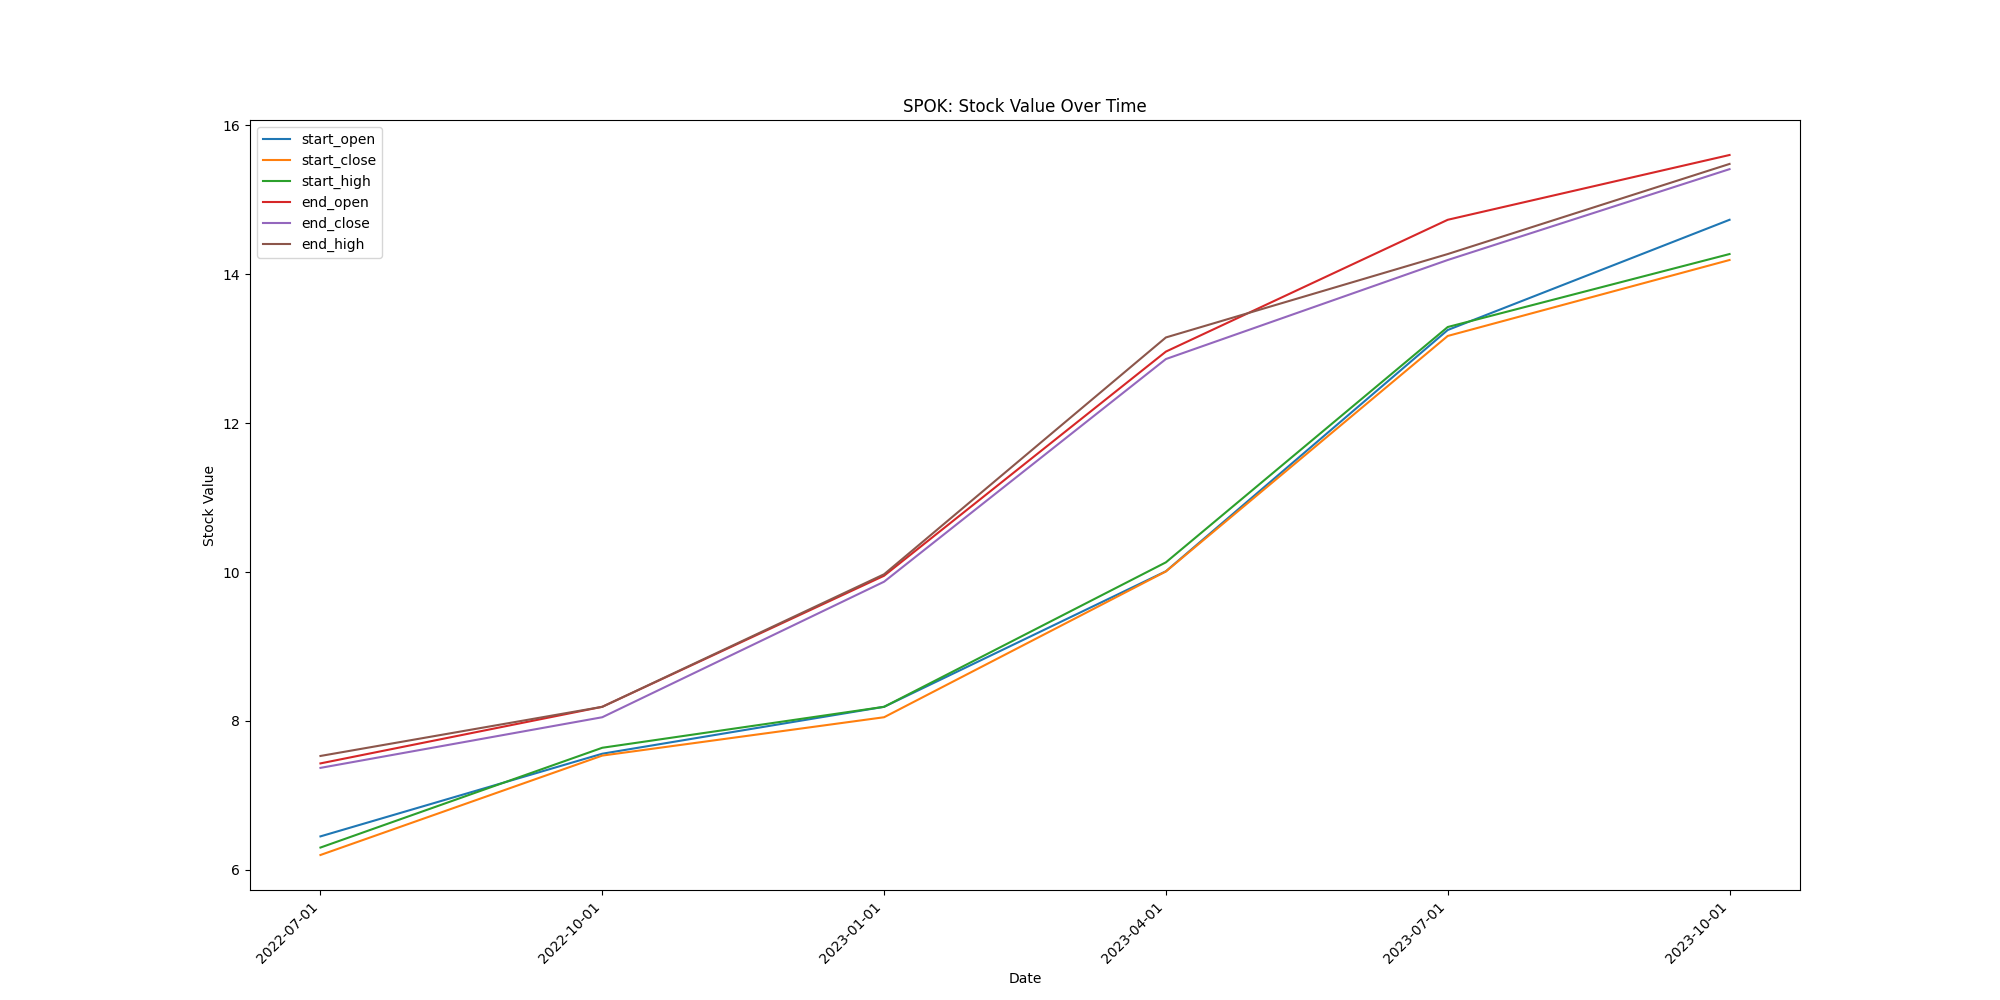 SPOK: Stock Value Over Time
16
14
12
10
8
6
Stock Value
start_open
start_close
start_high
end_open
end_close
end_high
2022-07-01
2022-10-01
2023-01-01
2023-04-01
2023-07-01
2023-10-01
Date